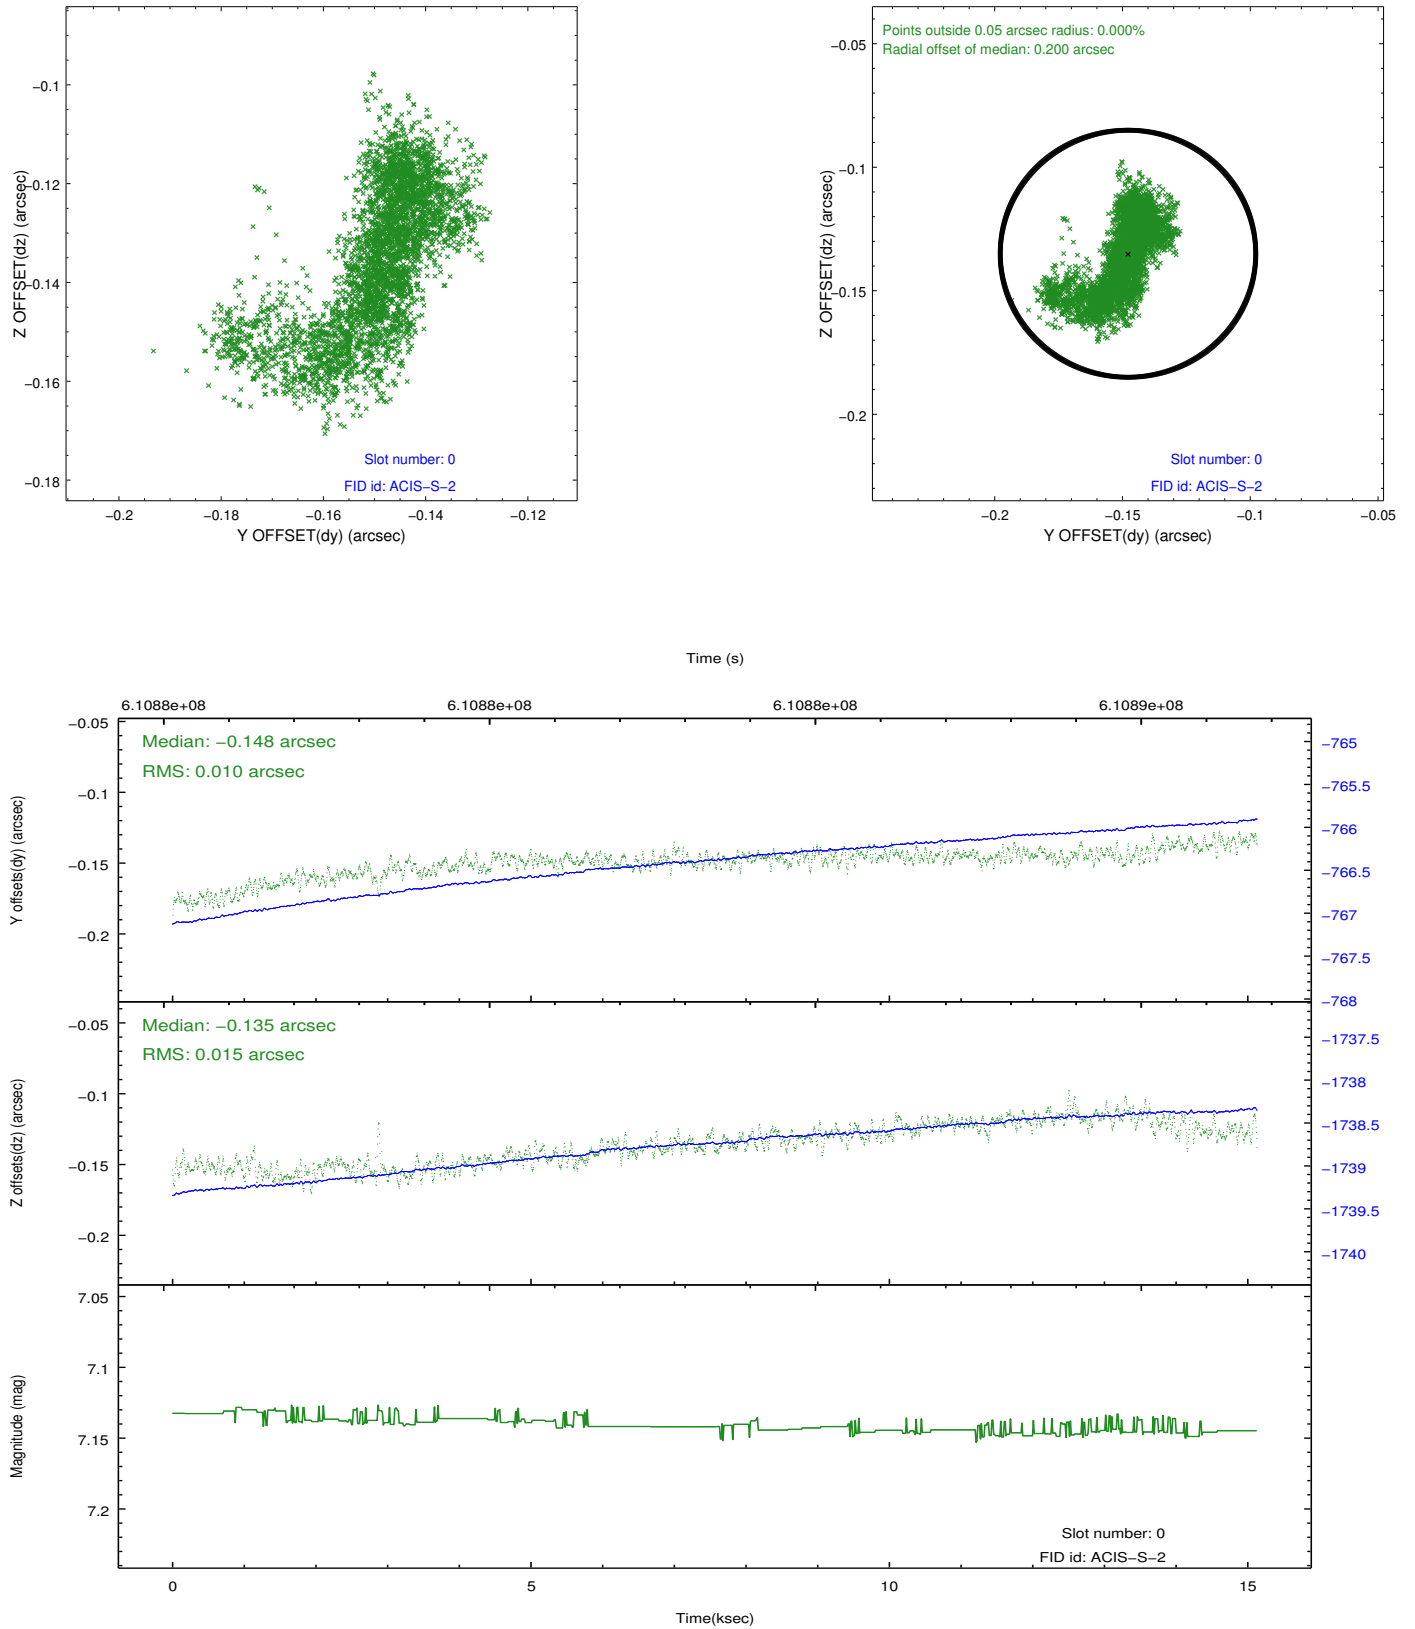 −0.1
−0.12
−0.14
−0.16
−0.18
Z OFFSET(dz) (arcsec)
Slot number: 0
FID id: ACIS−S−2
−0.2
−0.18
−0.16
−0.14
−0.12
Y OFFSET(dy) (arcsec)
Points outside 0.05 arcsec radius: 0.000%
Radial offset of median: 0.200 arcsec
−0.05
−0.1
−0.15
−0.2
Z OFFSET(dz) (arcsec)
Slot number: 0
FID id: ACIS−S−2
−0.2
−0.15
−0.1
−0.05
Y OFFSET(dy) (arcsec)
Time (s)
6.1088e+08
6.1088e+08
6.1088e+08
6.1089e+08
Median: −0.148 arcsec
RMS: 0.010 arcsec
−0.05
−0.1
−0.15
−0.2
Y offsets(dy) (arcsec)
−765
−765.5
−766
−766.5
−767
−767.5
−768
Median: −0.135 arcsec
RMS: 0.015 arcsec
−0.05
−0.1
−0.15
−0.2
Z offsets(dz) (arcsec)
−1737.5
−1738
−1738.5
−1739
−1739.5
−1740
7.05
7.1
7.15
7.2
Magnitude (mag)
Slot number: 0
FID id: ACIS−S−2
0
5
10
15
Time(ksec)